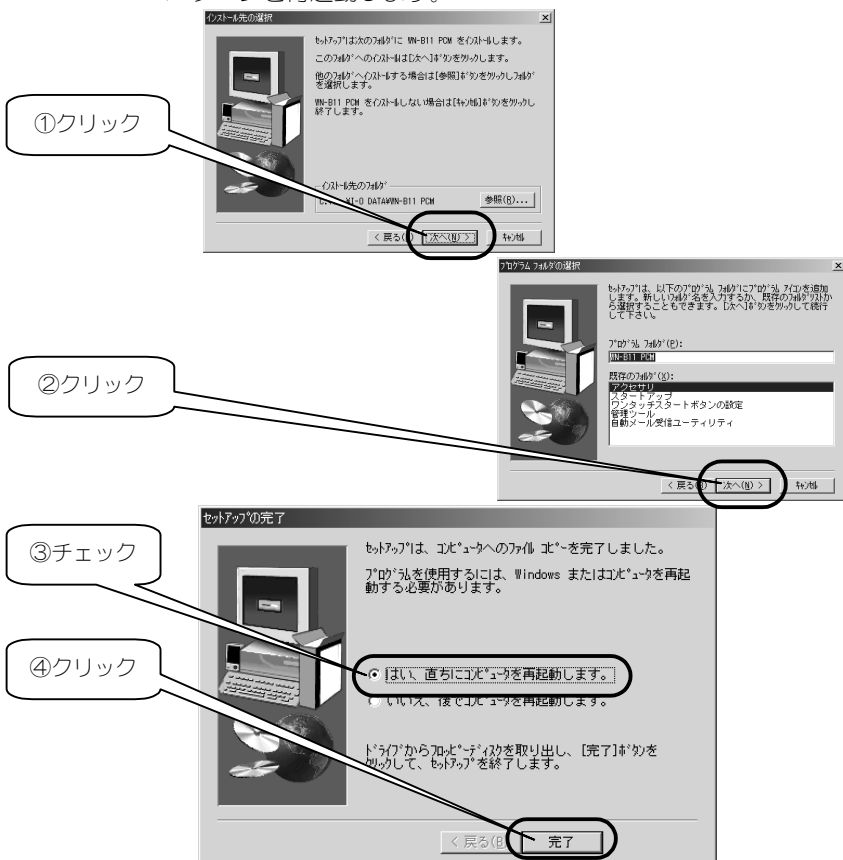 インストール先の選択
セットアップは次のフォルダに WN-B11 PCM をインストールします。
このフォルダへのインストールは[次へ]ボタンをクリックします。
他のフォルダへインストールする場合は[参照]ボタンをクリックしフォルダ
を選択します。
WN-B11 PCM をインストールしない場合は[キャンセル]ボタンをクリックし
終了します。
①クリック
インストール先のフォルダ
¥I-O DATA¥WN-B11 PCM
参照(R)...
< 戻る(
次へ(N) >
キャンセル
プログラム フォルダの選択
セットアップは、以下のプログラム フォルダにプログラム アイコンを追加
します。新しいフォルダ名を入力するか、既存のフォルダリストか
ら選択することもできます。[次へ]ボタンをクリックして続行
して下さい。
プログラム フォルダ(P):
WN-B11 PCM
既存のフォルダ(X):
アクセサリ
スタートアップ
ワンタッチスタートボタンの設定
管理ツール
自動メール受信ユーティリティ
②クリック
< 戻る(
次へ(N) >
キャンセル
セットアップの完了
セットアップは、コンピュータへのファイル コピーを完了しました。
プログラムを使用するには、Windows またはコンピュータを再起
動する必要があります。
③チェック
はい、直ちにコンピュータを再起動します。
いいえ、後でコンピュータを再起動します。
④クリック
ドライブからフロッピーディスクを取り出し、[完了]ボタンを
クリックして、セットアップを終了します。
< 戻る(B
完了